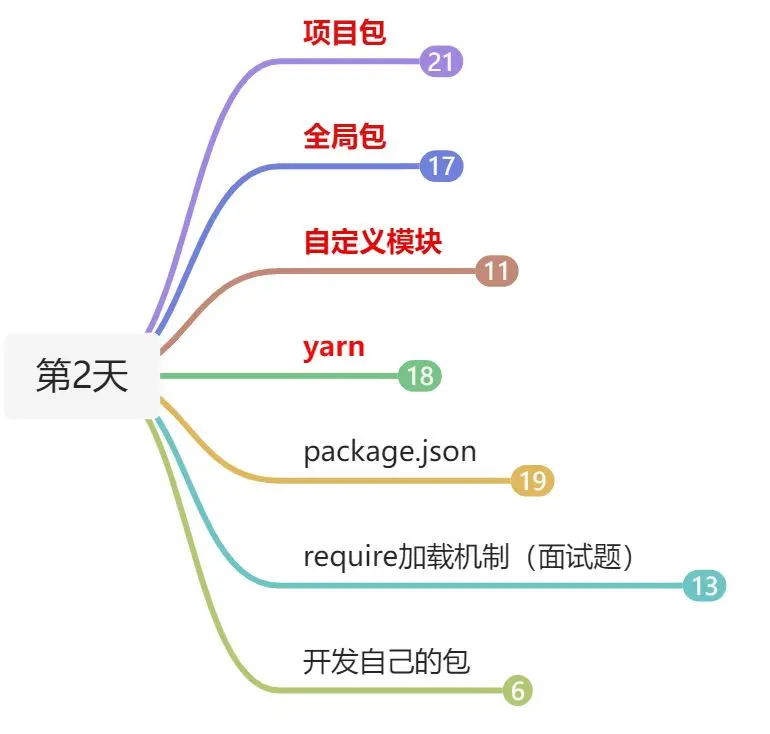 项目包
21
全局包
17
自定义模块
11
yarn
18
第2天
package.json
19
require加载机制（面试题）
13
开发自己的包
6